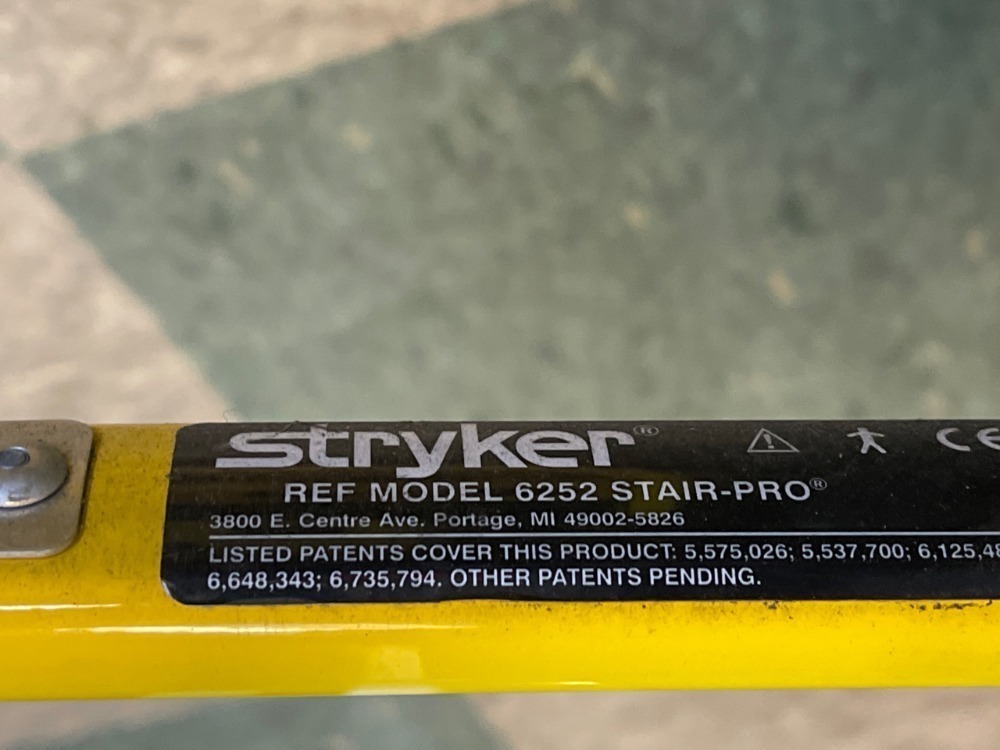 stryker®
REF MODEL 6252 STAIR-PRO®
3800 E. Centre Ave. Portage, MI 49002-5826
LISTED PATENTS COVER THIS PRODUCT: 5,575,026; 5,537,700;
6,648,343; 6,735,794. OTHER PATENTS PENDING.